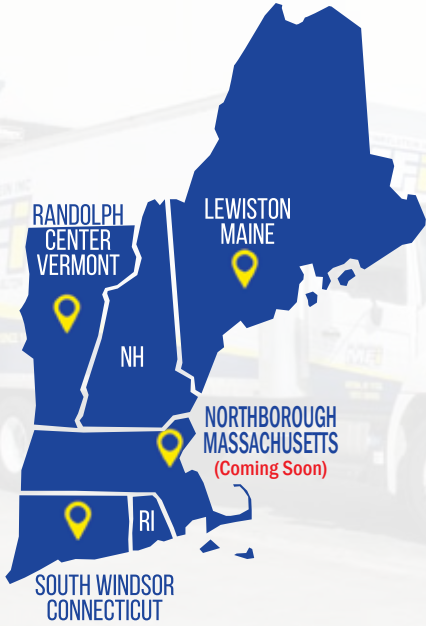 RANDOLPH
CENTER
VERMONT
LEWISTON
MAINE
NH
NORTHBOROUGH
MASSACHUSETTS
(Coming Soon)
RI
SOUTH WINDSOR
CONNECTICUT